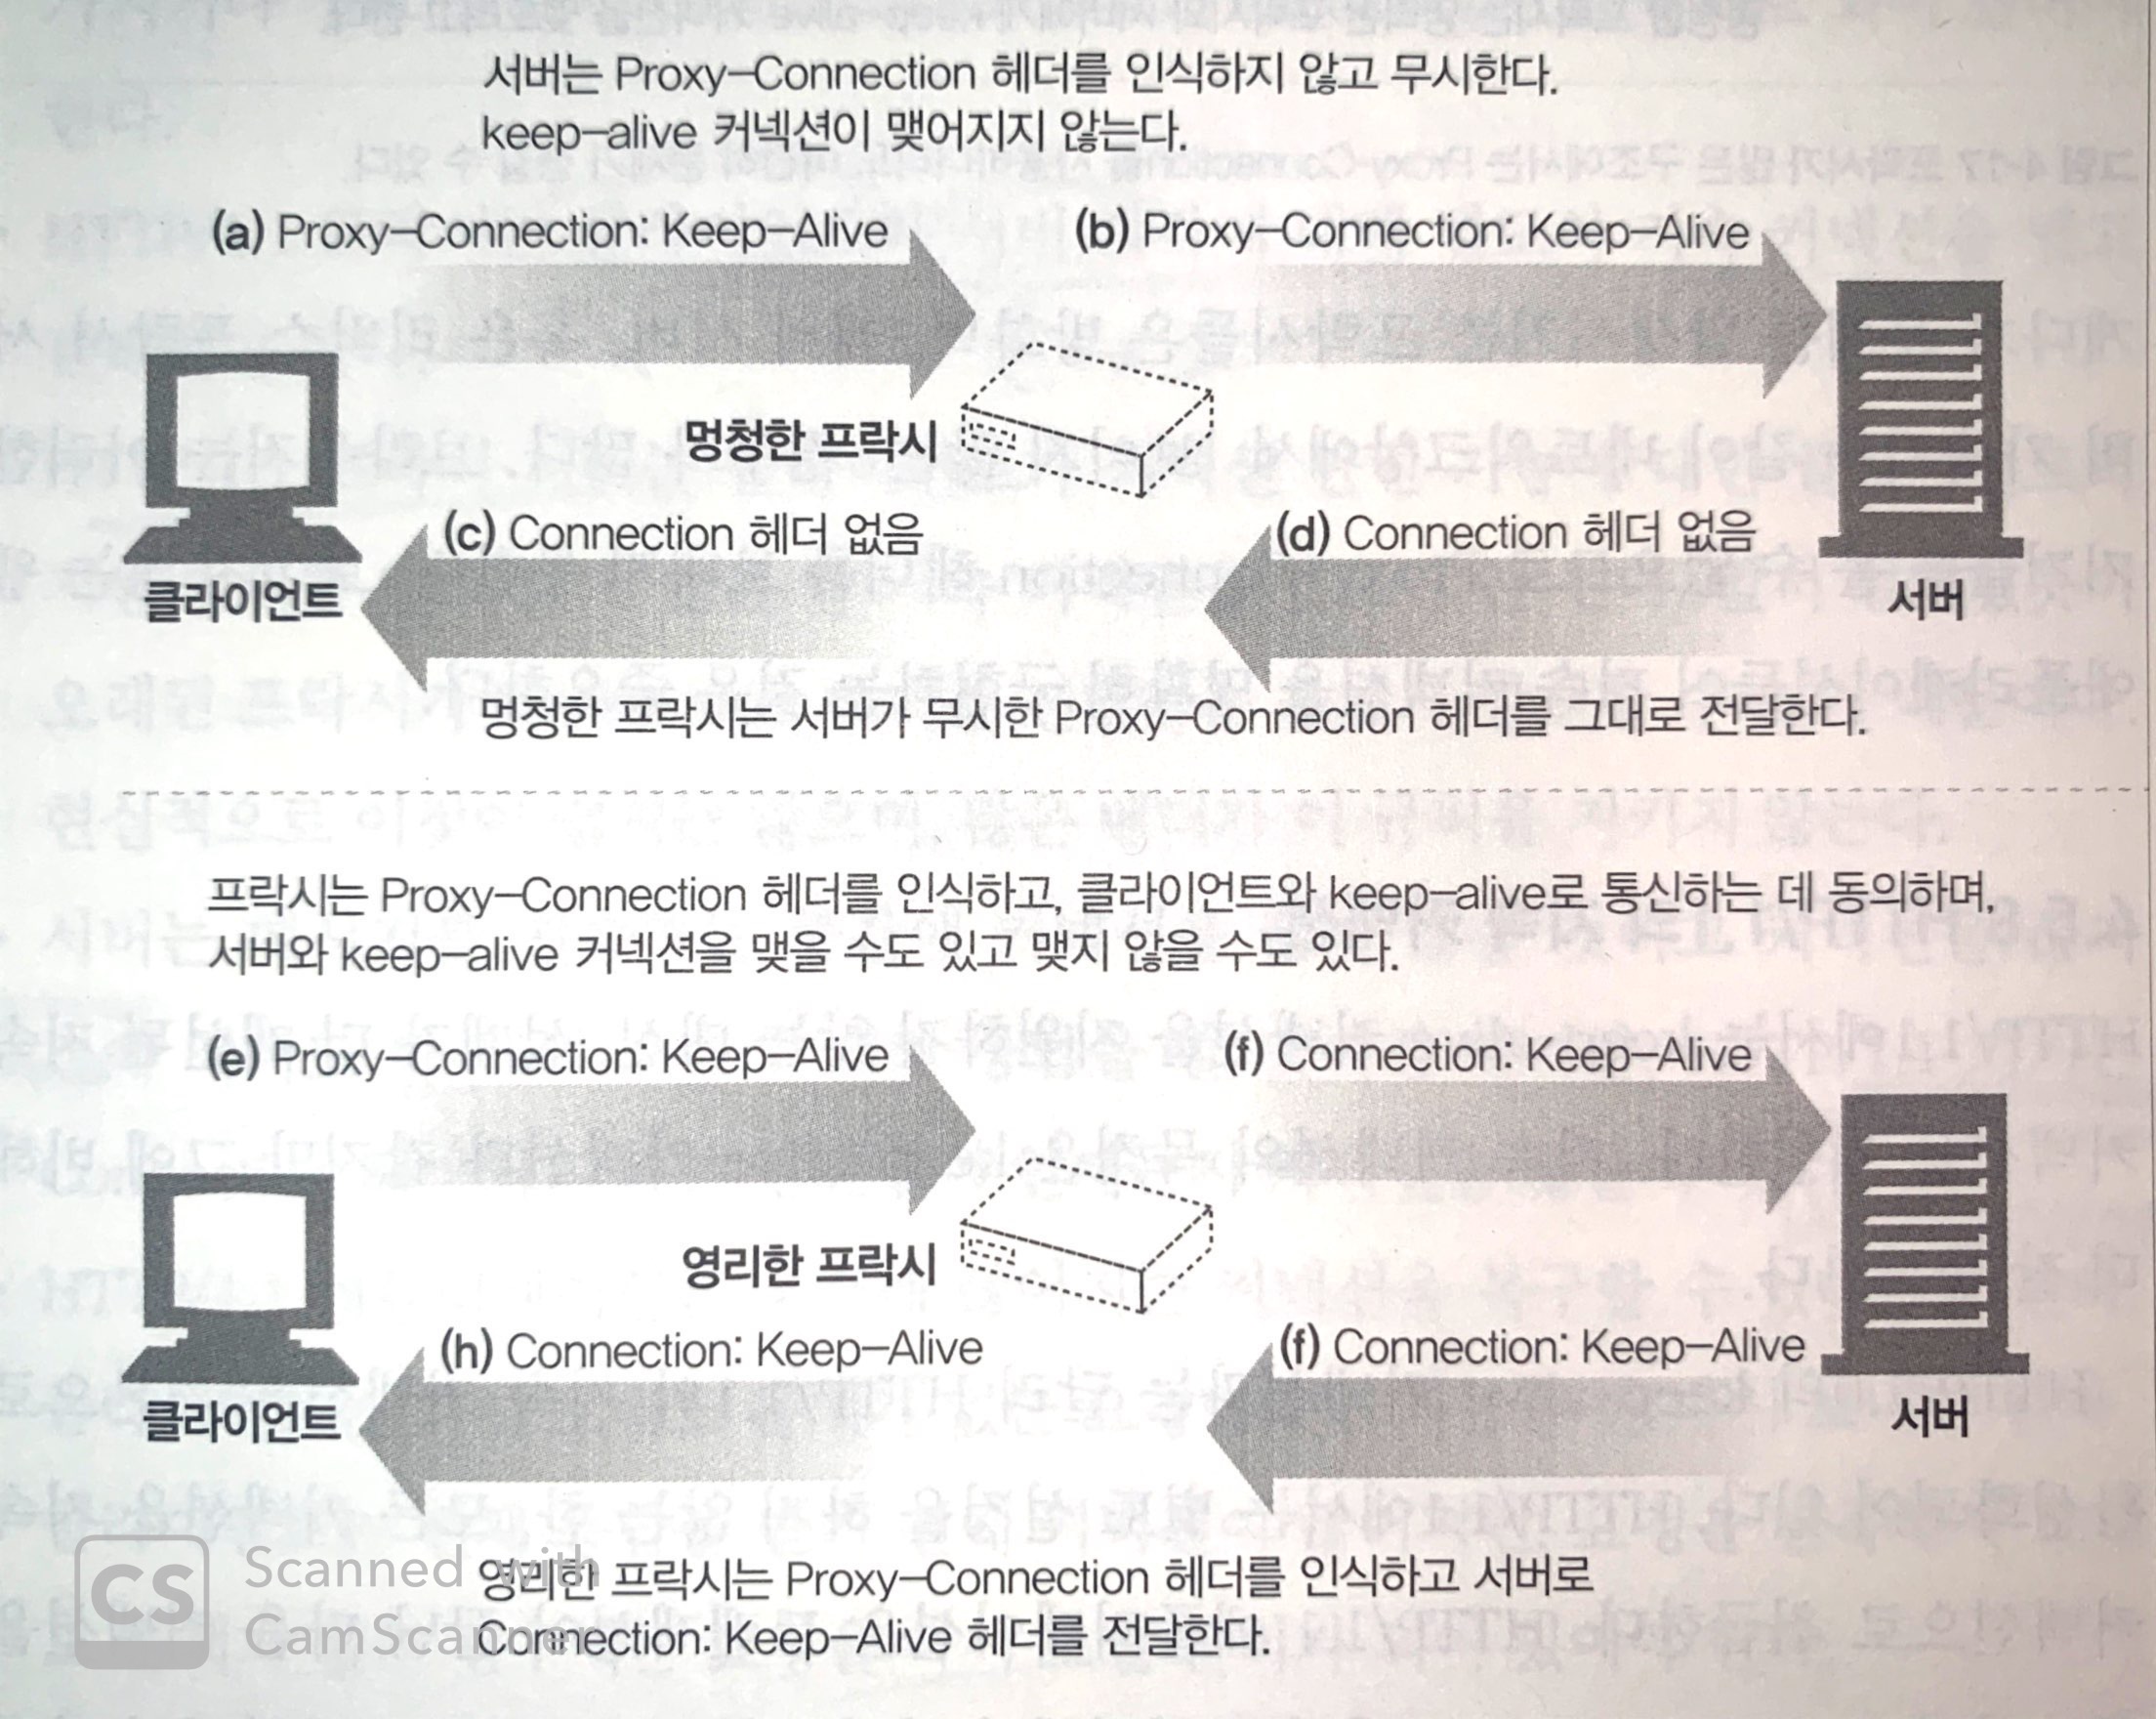 서버는 Proxy-Connection 헤더를 인식하지 않고 무시한다.
keep-alive 커넥션이 맺어지지 않는다.
(a) Proxy-Connection: Keep-Alive
(b) Proxy-Connection: Keep-Alive
멍청한 프락시
(c) Connection 헤더 없음
(d) Connection 헤더 없음
클라이언트
서버
멍청한 프락시는 서버가 무시한 Proxy-Connection 헤더를 그대로 전달한다.
프락시는 Proxy-Connection 헤더를 인식하고, 클라이언트와 keep-alive로 통신하는 데 동의하며,
서버와 keep-alive 커넥션을 맺을 수도 있고 맺지 않을 수도 있다.
(e) Proxy-Connection: Keep-Alive
(f) Connection: Keep-Alive
영리한 프락시
(h) Connection: Keep-Alive
(f) Connection: Keep-Alive
클라이언트
서버
영리한 프락시는 Proxy-Connection 헤더를 인식하고 서버로
Connection: Keep-Alive 헤더를 전달한다.
CS
Scanned with
CamScanner